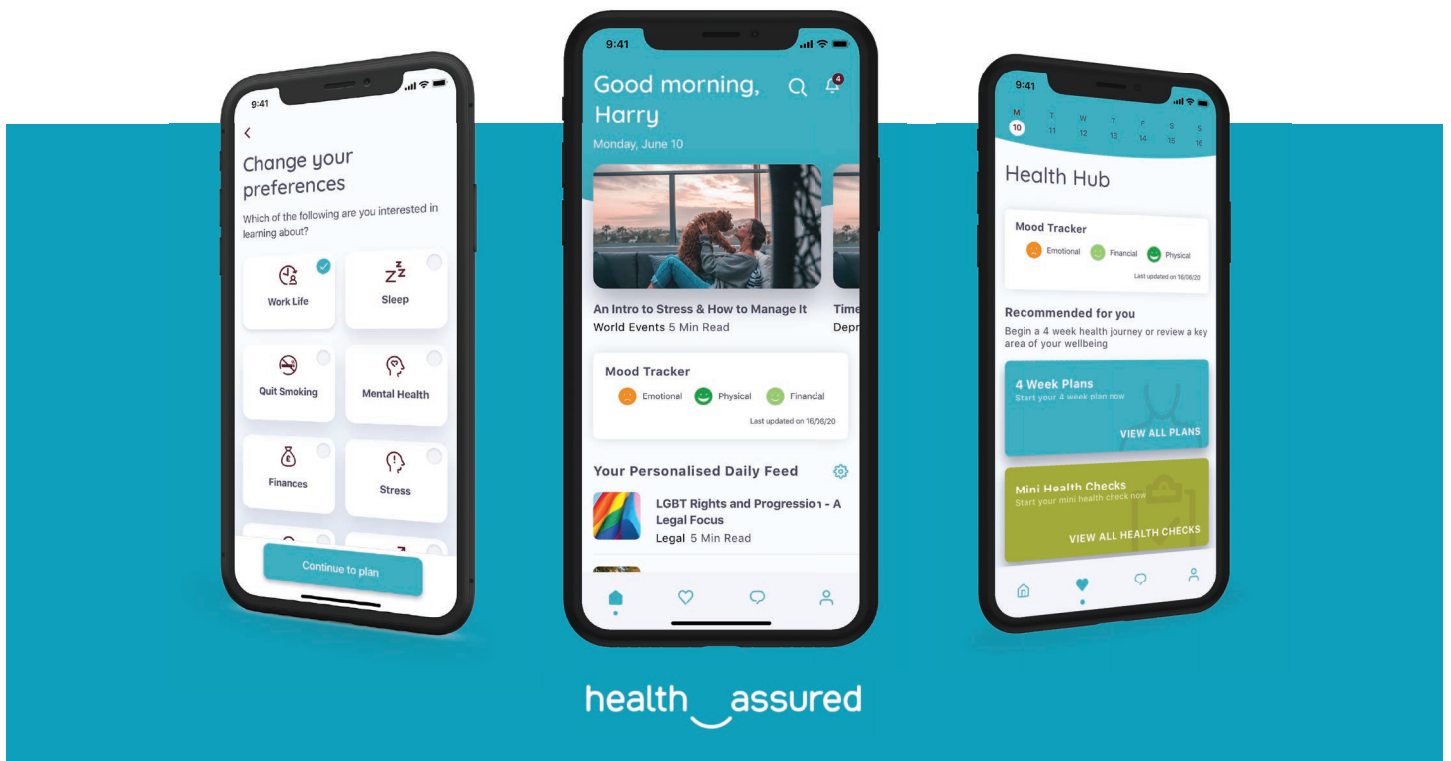 9:41
Change your
preferences
Which of the following are you interested in
learning about?
Work Life
Sleep
Quit Smoking
Mental Health
Finances
Stress
Continue to plan
9:41
Good morning,
Harry
4
Monday, June 10
An Intro to Stress & How to Manage It
World Events 5 Min Read
Time
Depr
Mood Tracker
Emotional
Physical
Financial
Last updated on 16/06/20
Your Personalised Daily Feed
LGBT Rights and Progression - A
Legal Focus
Legal 5 Min Read
9:41
M T W T F S S
10 11 12 13 14 15 16
Health Hub
Mood Tracker
Emotional
Financial
Physical
Last updated on 16/06/20
Recommended for you
Begin a 4 week health journey or review a key
area of your wellbeing
4 Week Plans
Start your 4 week plan now
VIEW ALL PLANS
Mini Health Checks
Start your mini health check now
VIEW ALL HEALTH CHECKS
health assured